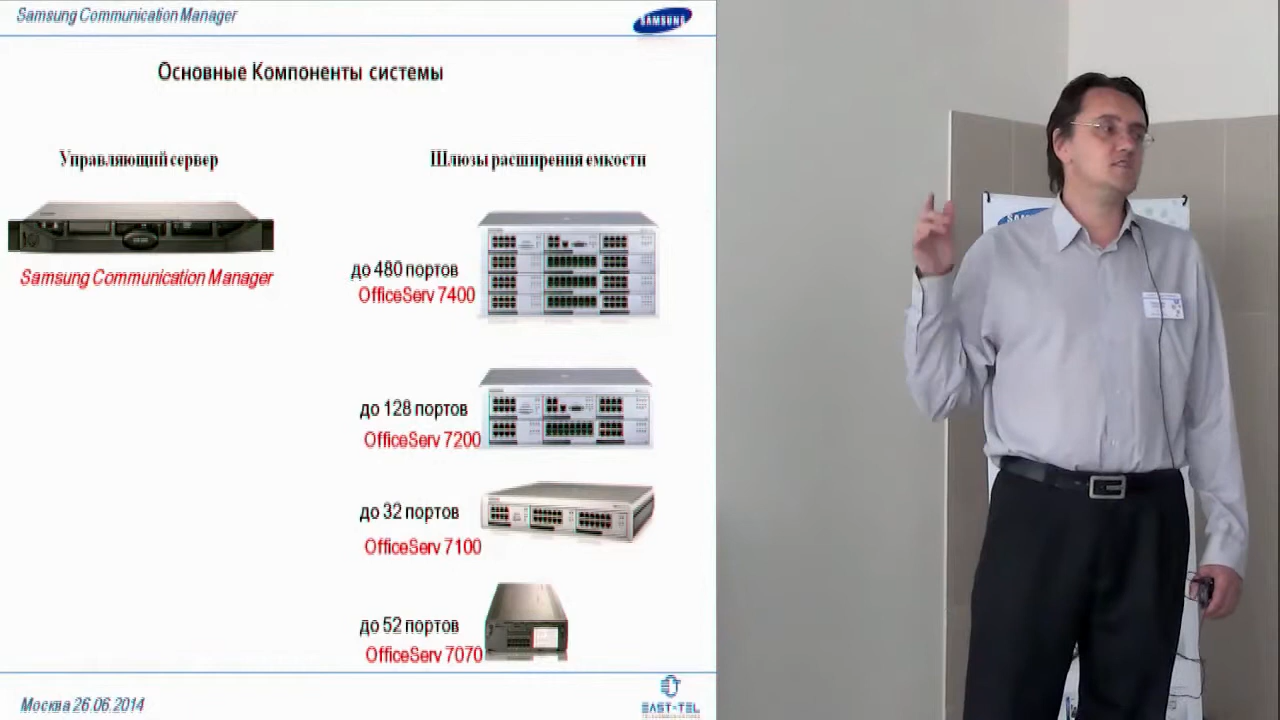 Samsung Communication Manager
SAMSUNG
Основные Компоненты системы
Управляющий сервер
Шлюзы расширения емкости
Samsung Communication Manager
до 480 портов
OfficeServ 7400
до 128 портов
OfficeServ 7200
до 32 портов
OfficeServ 7100
до 52 портов
OfficeServ 7070
Москва 26.06.2014
EAST-TEL
TELECOMMUNICATIONS